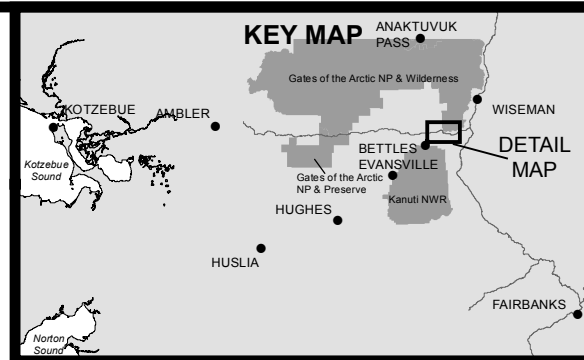 ANAKTUVUK
PASS
KEY MAP
Gates of the Arctic NP & Wilderness
KOTZEBUE
AMBLER
WISEMAN
Kotzebue
Sound
BETTLES
EVANSVILLE
DETAIL
MAP
Gates of the Arctic
NP & Preserve
Kanuti NWR
HUGHES
HUSLIA
FAIRBANKS
Norton
Sound